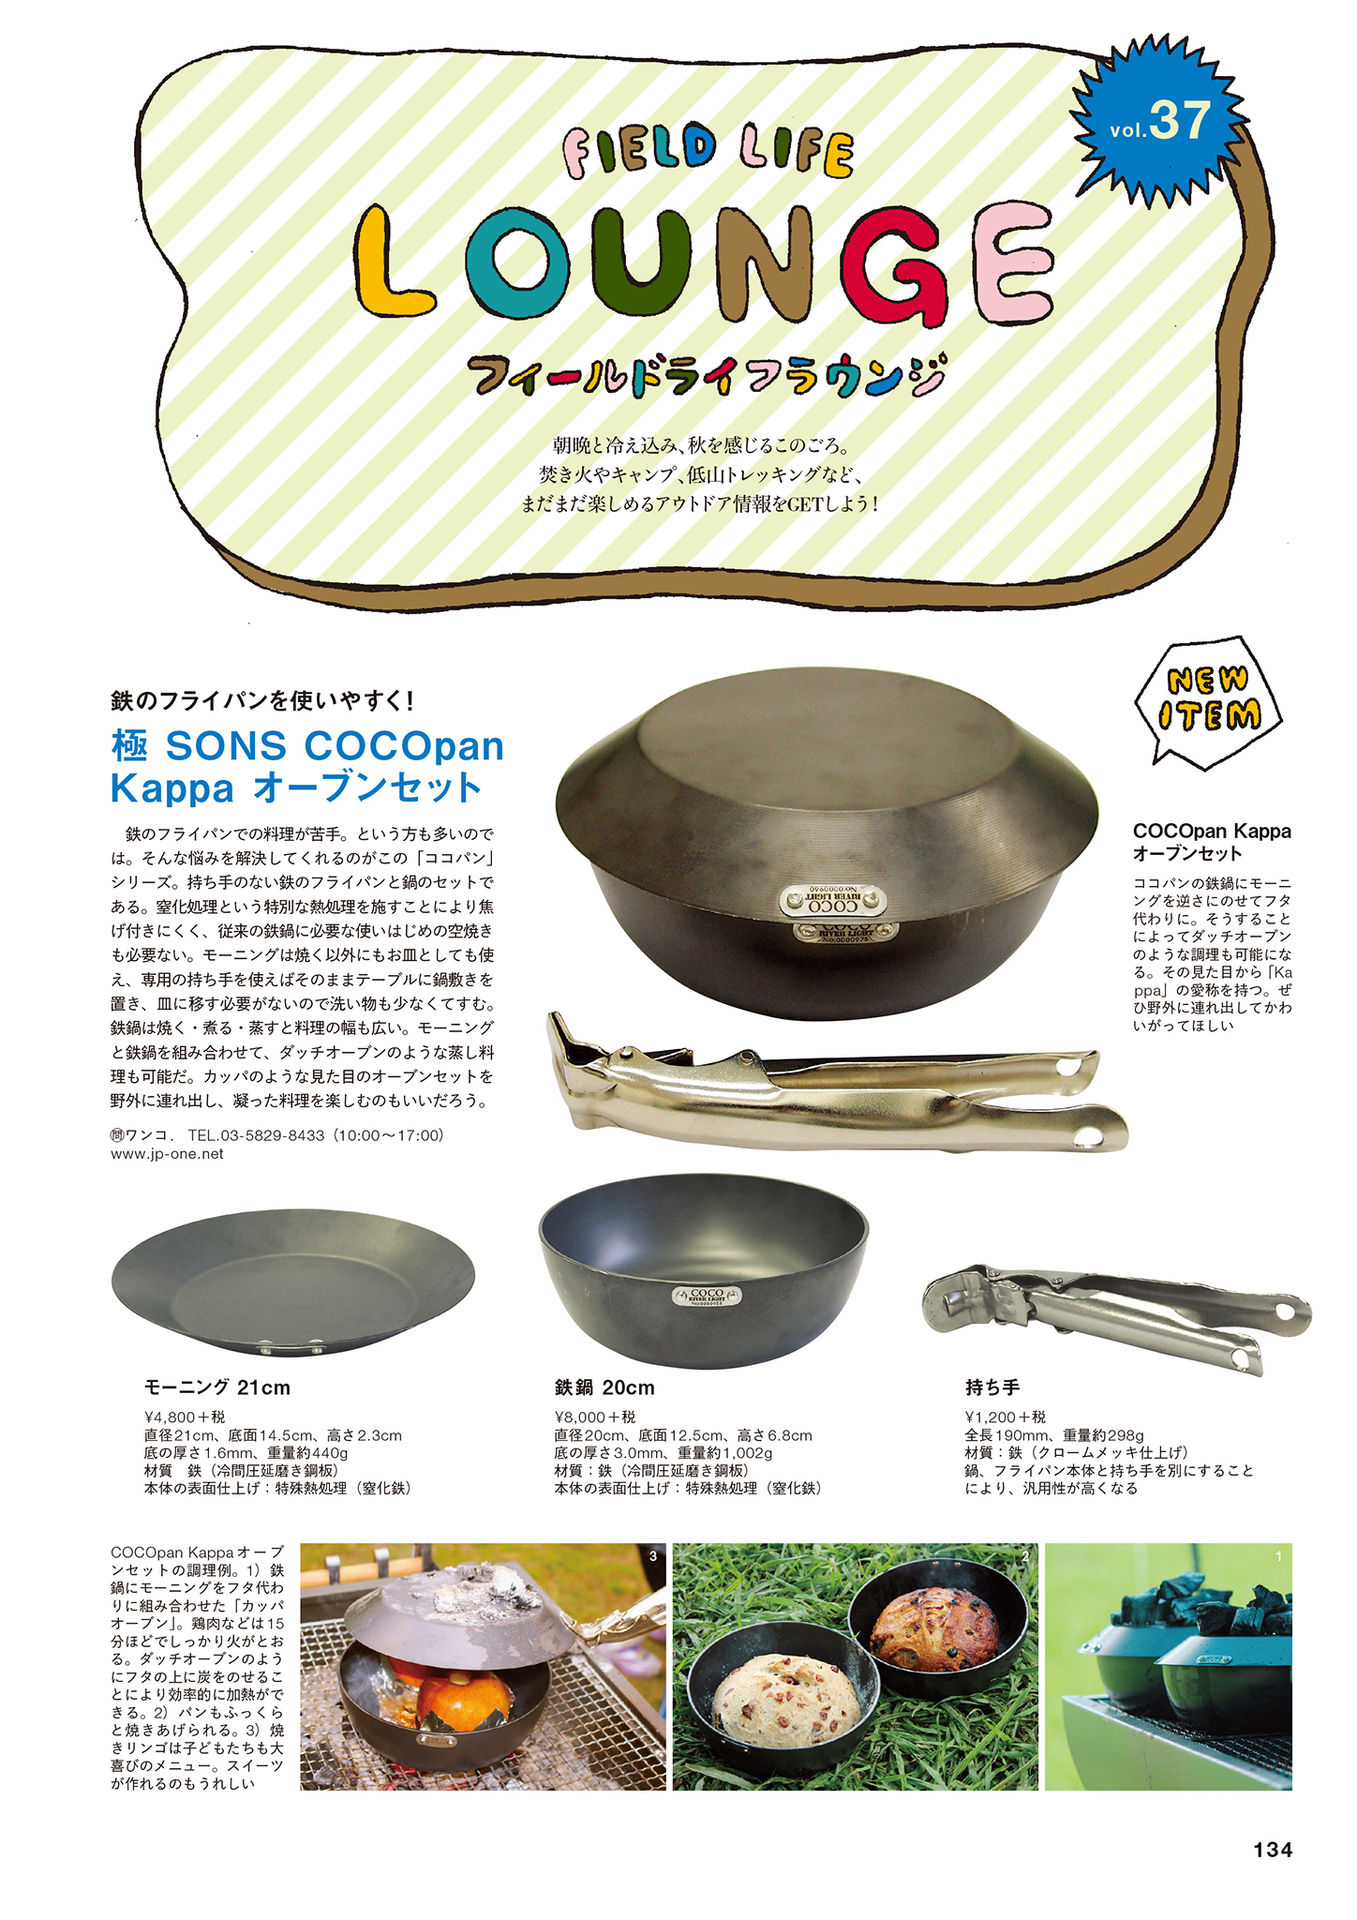 vol.37
FIELD LIFE
LOUNGE
フィールドライフラウンジ
朝晩と冷え込み、秋を感じるこのごろ。
焚き火やキャンプ、低山トレッキングなど、
まだまだ楽しめるアウトドア情報をGETしよう！
NEW
ITEM
鉄のフライパンを使いやすく！
極 SONS COCOpan
Kappa オーブンセット
鉄のフライパンでの料理が苦手。という方も多いので
は。そんな悩みを解決してくれるのがこの「ココパン」
シリーズ。持ち手のない鉄のフライパンと鍋のセットで
ある。窒化処理という特別な熱処理を施すことにより焦
げ付きにくく、従来の鉄鍋に必要な使いはじめの空焼き
も必要ない。モーニングは焼く以外にもお皿としても使
え、専用の持ち手を使えばそのままテーブルに鍋敷きを
置き、皿に移す必要がないので洗い物も少なくてすむ。
鉄鍋は焼く・煮る・蒸すと料理の幅も広い。モーニング
と鉄鍋を組み合わせて、ダッチオーブンのような蒸し料
理も可能だ。カッパのような見た目のオーブンセットを
野外に連れ出し、凝った料理を楽しむのもいいだろう。
㉄ワンコ． TEL.03-5829-8433（10:00〜17:00）
www.jp-one.net
COCO
RIVER LIGHT
No:0000960
RIVER LIGHT
No:0000976
COCOpan Kappa
オーブンセット
ココパンの鉄鍋にモーニ
ングを逆さにのせてフタ
代わりに。そうすること
によってダッチオーブン
のような調理も可能にな
る。その見た目から「Ka
ppa」の愛称を持つ。ぜ
ひ野外に連れ出してかわ
いがってほしい
モーニング 21cm
¥4,800＋税
直径21cm、底面14.5cm、高さ2.3cm
底の厚さ1.6mm、重量約440g
材質　鉄（冷間圧延磨き鋼板）
本体の表面仕上げ：特殊熱処理（窒化鉄）
COCO
RIVER LIGHT
鉄鍋 20cm
¥8,000＋税
直径20cm、底面12.5cm、高さ6.8cm
底の厚さ3.0mm、重量約1,002g
材質：鉄（冷間圧延磨き鋼板）
本体の表面仕上げ：特殊熱処理（窒化鉄）
持ち手
¥1,200＋税
全長190mm、重量約298g
材質：鉄（クロームメッキ仕上げ）
鍋、フライパン本体と持ち手を別にすること
により、汎用性が高くなる
COCOpan Kappaオーブ
ンセットの調理例。1）鉄
鍋にモーニングをフタ代わ
りに組み合わせた「カッパ
オーブン」。鶏肉などは15
分ほどでしっかり火がとお
る。ダッチオーブンのよう
にフタの上に炭をのせるこ
とにより効率的に加熱がで
きる。2）パンもふっくら
と焼きあげられる。3）焼
きリンゴは子どもたちも大
喜びのメニュー。スイーツ
が作れるのもうれしい
3
2
1
134